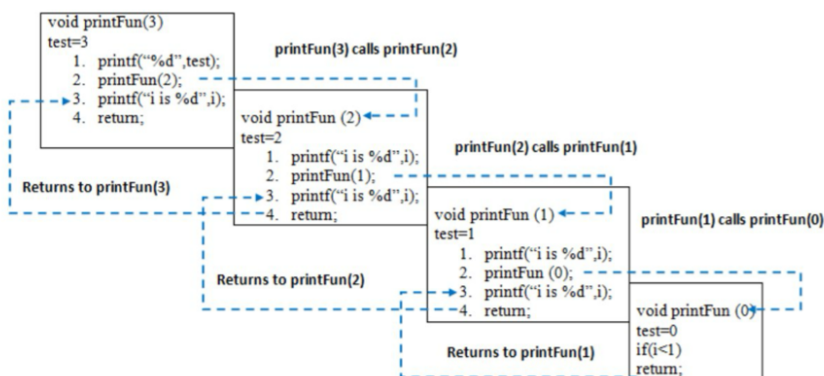 void printFun(3)
test=3
1. printf("%d",test);
2. printFun(2);
3. printf("i is %d",i);
4. return;
printFun(3) calls printFun(2)
void printFun (2)
test=2
1. printf("i is %d",i);
2. printFun(1);
3. printf("i is %d",i);
4. return;
Returns to printFun(3)
printFun(2) calls printFun(1)
void printFun (1)
test=1
1. printf("i is %d",i);
2. printFun (0);
3. printf("i is %d",i);
4. return;
Returns to printFun(2)
printFun(1) calls printFun(0)
void printFun (0)
test=0
if(i<1)
return;
Returns to printFun(1)